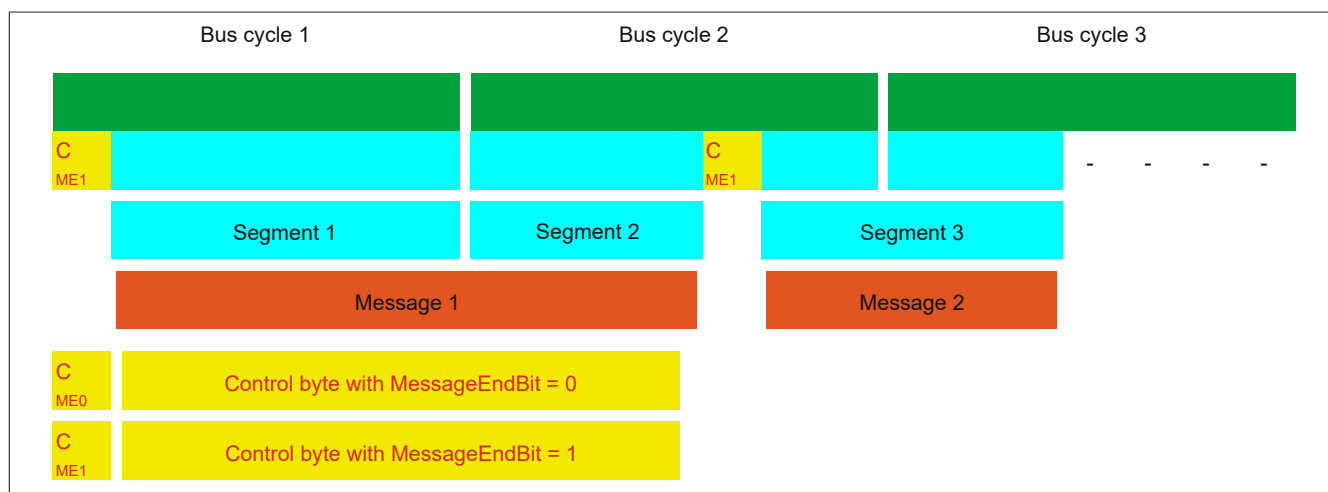 Bus cycle 1 Bus cycle 2 Bus cycle 3
C C
ME1 ME1 - - - -
Segment 1 Segment 2 Segment 3
Message 1 Message 2
C
ME0 Control byte with MessageEndBit = 0
C
ME1 Control byte with MessageEndBit = 1